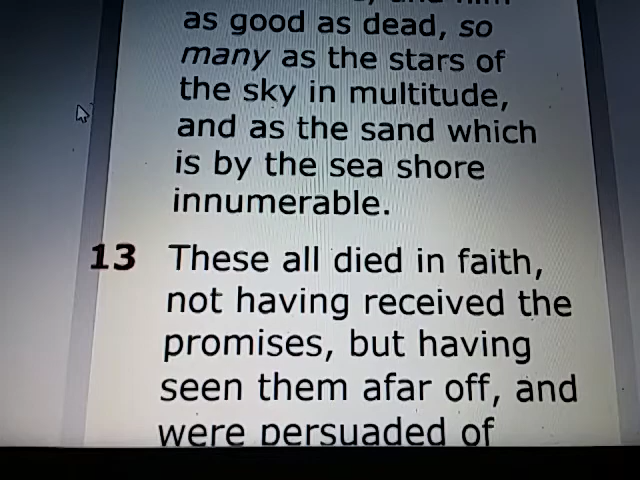 as good as dead, so
many as the stars of
the sky in multitude,
and as the sand which
is by the sea shore
innumerable.
13 These all died in faith,
not having received the
promises, but having
seen them afar off, and
were persuaded of